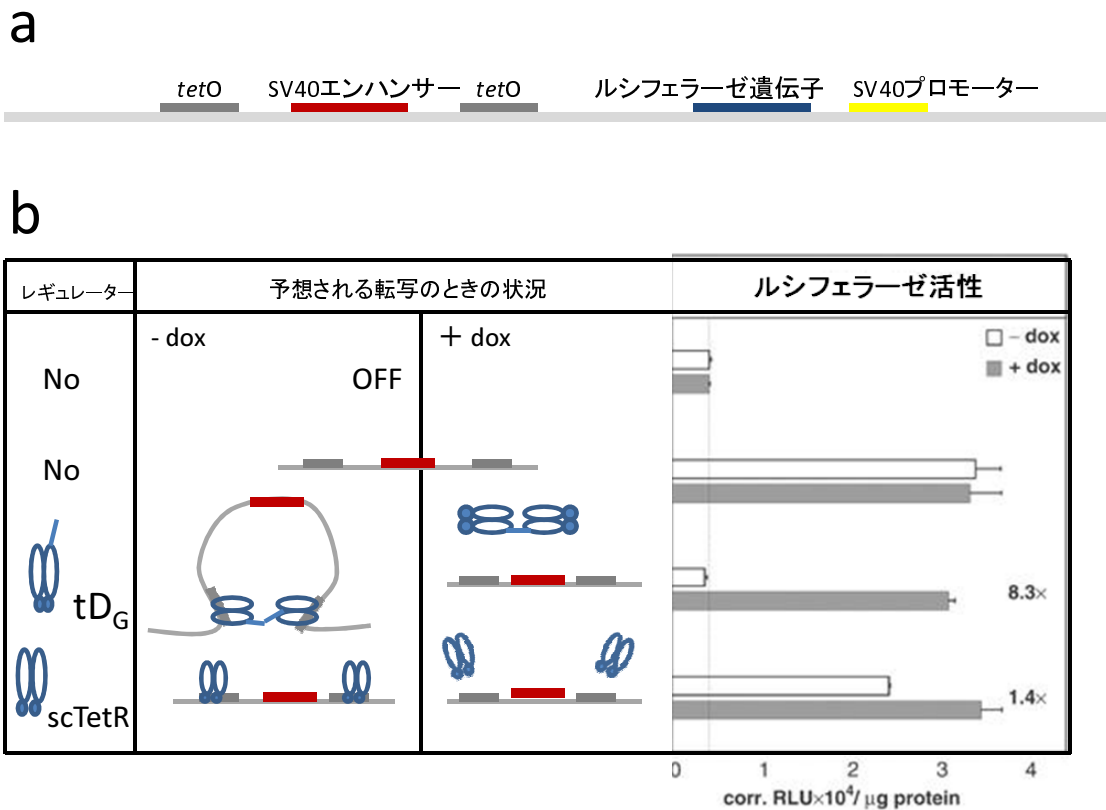 a
tetO SV40エンハンサー tetO ルシフェラーゼ遺伝子 SV40プロモーター
b
レギュレーター 予想される転写のときの状況 ルシフェラーゼ活性
- dox ＋ dox
− dox
+ dox
No OFF
No
tDG
8.3×
scTetR
1.4×
0 1 2 3 4
corr. RLU×10⁴/ µg protein